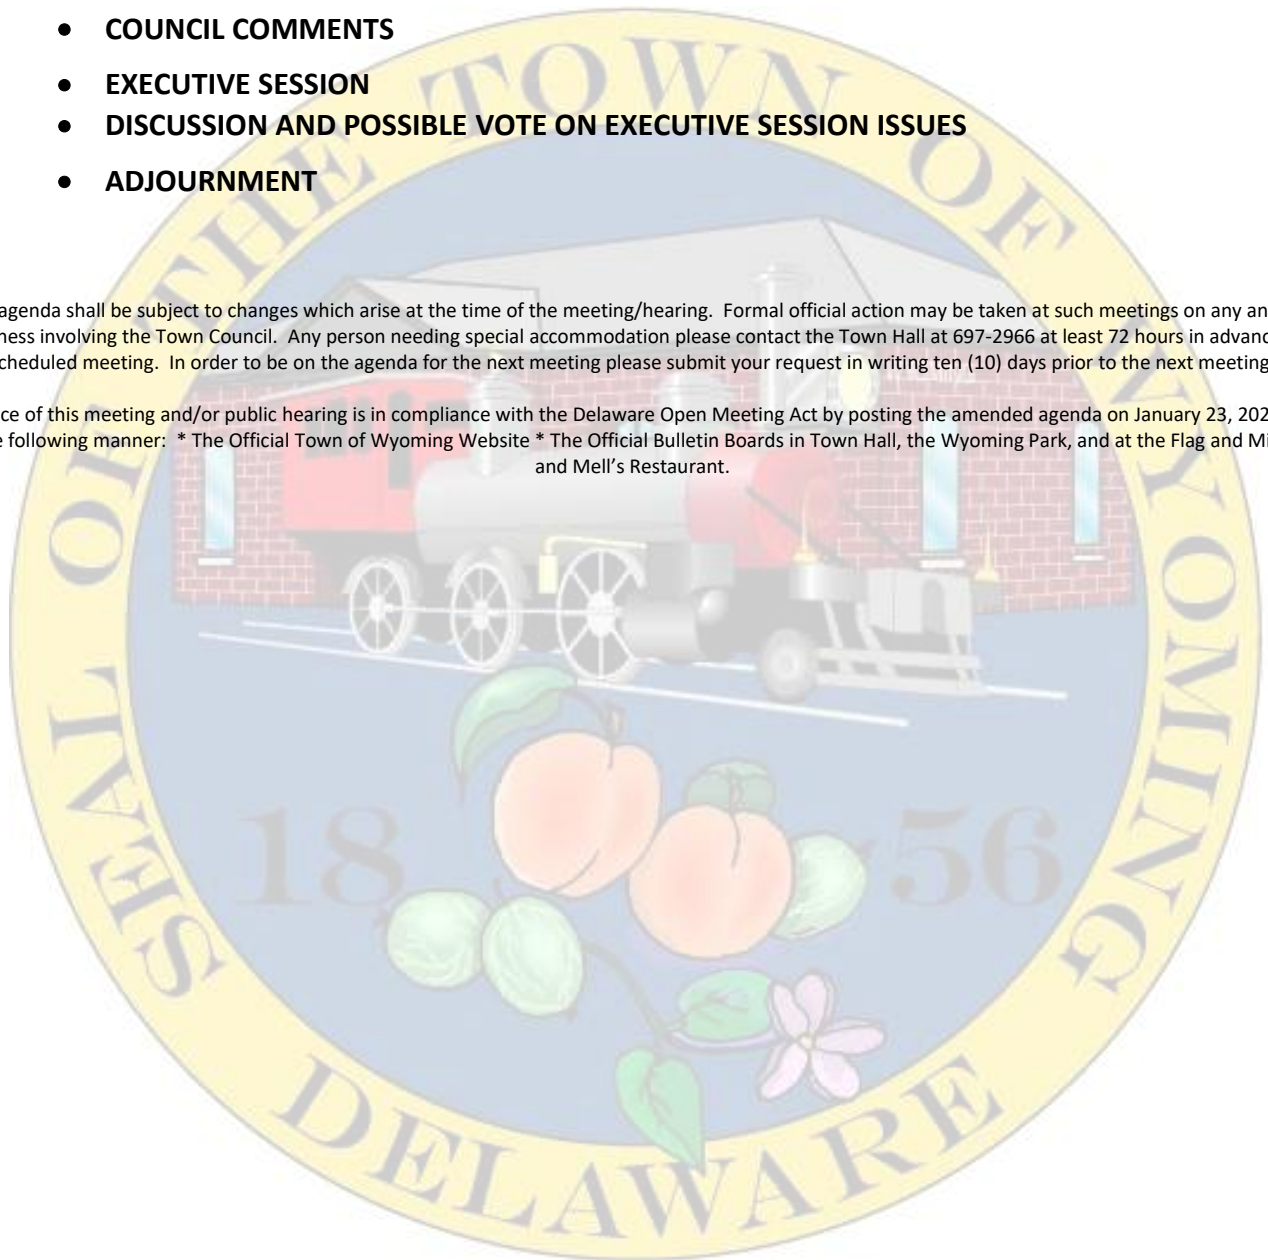 • COUNCIL COMMENTS
• EXECUTIVE SESSION
• DISCUSSION AND POSSIBLE VOTE ON EXECUTIVE SESSION ISSUES
• ADJOURNMENT
agenda shall be subject to changes which arise at the time of the meeting/hearing. Formal official action may be taken at such meetings on any
involving the Town Council. Any person needing special accommodation please contact the Town Hall at 697-2966 at least 72 hours in
meeting. In order to be on the agenda for the next meeting please submit your request in writing ten (10) days prior to the next meeting
of this meeting and/or public hearing is in compliance with the Delaware Open Meeting Act by posting the amended agenda on January 23,
following manner: * The Official Town of Wyoming Website * The Official Bulletin Boards in Town Hall, the Wyoming Park, and at the Flag and
and Mell's Restaurant.
SEAL OF THE TOWN OF WYOMING
18 56
DELAWARE